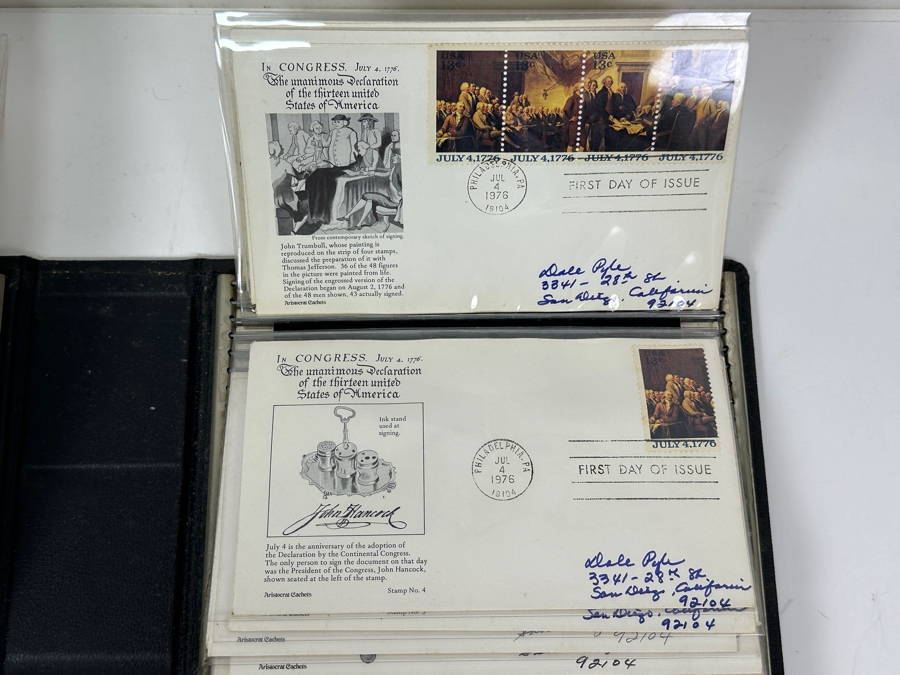 IN CONGRESS. JULY 4, 1776.
The unanimous Declaration
of the thirteen united
States of America
From contemporary sketch of signing.
John Trumbull, whose painting is
reproduced on the strip of four stamps,
discussed the preparation of it with
Thomas Jefferson. 36 of the 48 figures
in the picture were painted from life.
Signing of the engrossed version of the
Declaration began on August 2, 1776 and
of the 48 men shown, 43 actually signed.
Aristocrat Cachets
USA 13c
USA 13c
USA 13c
JULY 4, 1776
JULY 4, 1776
JULY 4, 1776
JULY 4, 1776
PHILADELPHIA, PA
JUL
4
1976
19104
FIRST DAY OF ISSUE
Dale Pyle
3341 - 28th St
San Diego, California
92104
IN CONGRESS. JULY 4, 1776.
The unanimous Declaration
of the thirteen united
States of America
Ink stand
used at
signing.
John Hancock
July 4 is the anniversary of the adoption of
the Declaration by the Continental Congress.
The only person to sign the document on that day
was the President of the Congress, John Hancock,
shown seated at the left of the stamp.
Aristocrat Cachets
Stamp No. 4
USA
13c
JULY 4, 1776
PHILADELPHIA, PA
JUL
4
1976
19104
FIRST DAY OF ISSUE
Dale Pyle
3341 - 28th St
San Diego, California
92104
San Diego, California
92104
Stamp No. 3
Aristocrat Cachets
92104
Aristocrat Cachets
92104